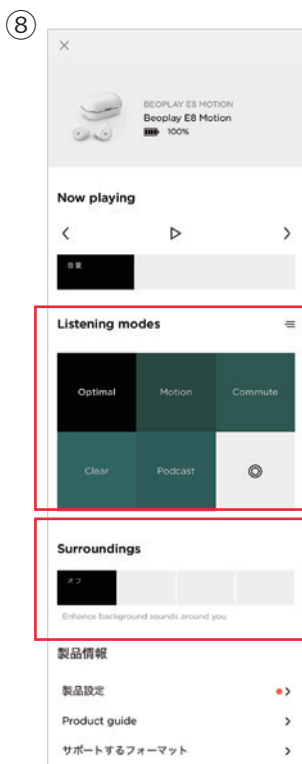 ⑧
BEOPLAY E8 MOTION
Beoplay E8 Motion
100%
Now playing
音量
Listening modes
Optimal Motion Commute
Clear Podcast
Surroundings
オフ
Enhance background sounds around you
製品情報
製品設定
Product guide
サポートするフォーマット